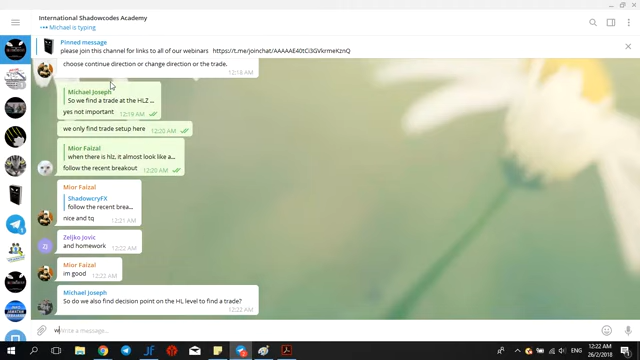 International Shadowcodes Academy
Michael is typing
Pinned message
please join this channel for links to all of our webinars https://t.me/joinchat/AAAAAE40tCi3GVkrmeKznQ
choose continue direction or change direction or the trade.
12:18 AM
Michael Joseph
So we find a trade at the HLZ ...
yes not important
12:19 AM
we only find trade setup here
12:20 AM
Mior Faizal
when there is hlz, it almost look like a...
follow the recent breakout
12:20 AM
Mior Faizal
ShadowcryFX
follow the recent brea...
nice and tq
12:21 AM
Zeljko Jovic
ZJ
and homework
12:22 AM
Mior Faizal
im good
12:22 AM
Michael Joseph
So do we also find decision point on the HL level to find a trade?
12:22 AM
Write a message...
ENG
12:22 AM
26/2/2018